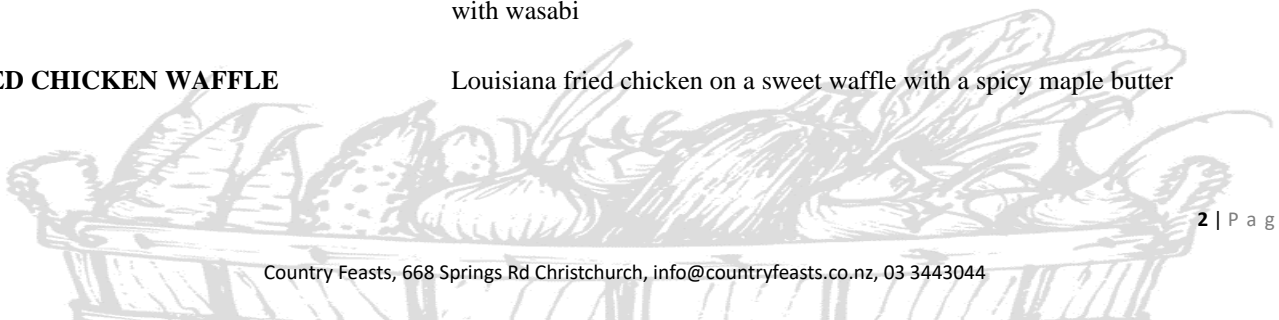 with wasabi
ED CHICKEN WAFFLE Louisiana fried chicken on a sweet waffle with a spicy maple butter
2 | P a g
Country Feasts, 668 Springs Rd Christchurch, info@countryfeasts.co.nz, 03 3443044